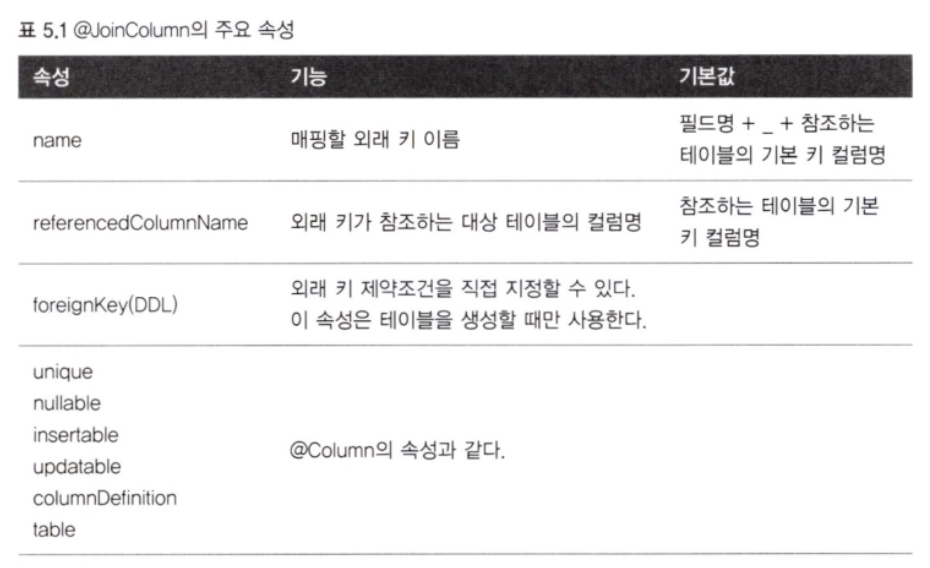 표 5.1 @JoinColumn의 주요 속성
속성 기능 기본값
name 매핑할 외래 키 이름 필드명 + _ + 참조하는
테이블의 기본 키 컬럼명
referencedColumnName 외래 키가 참조하는 대상 테이블의 컬럼명 참조하는 테이블의 기본
키 컬럼명
foreignKey(DDL) 외래 키 제약조건을 직접 지정할 수 있다.
이 속성은 테이블을 생성할 때만 사용한다.
unique
nullable
insertable
updatable
columnDefinition
table
@Column의 속성과 같다.